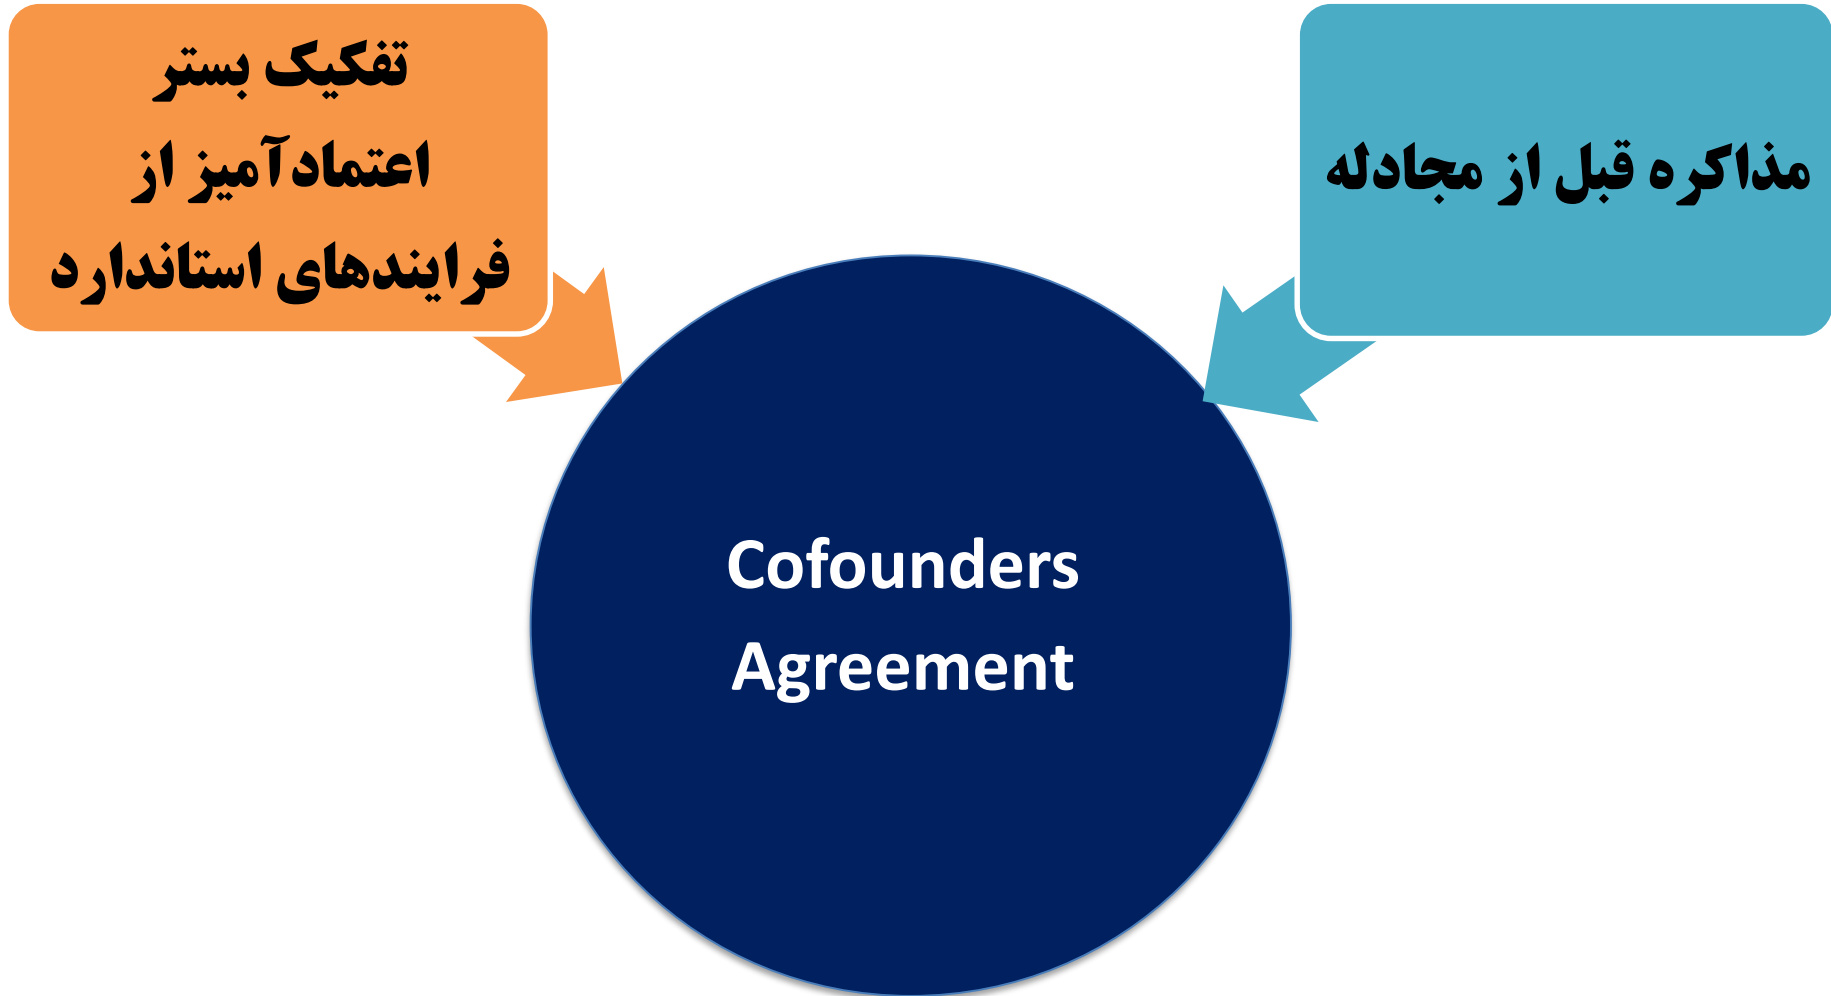 مذاکره قبل از مجادله
تفکیک بستر
اعتمادآمیز از
فرایندهای استاندارد
Cofounders
Agreement